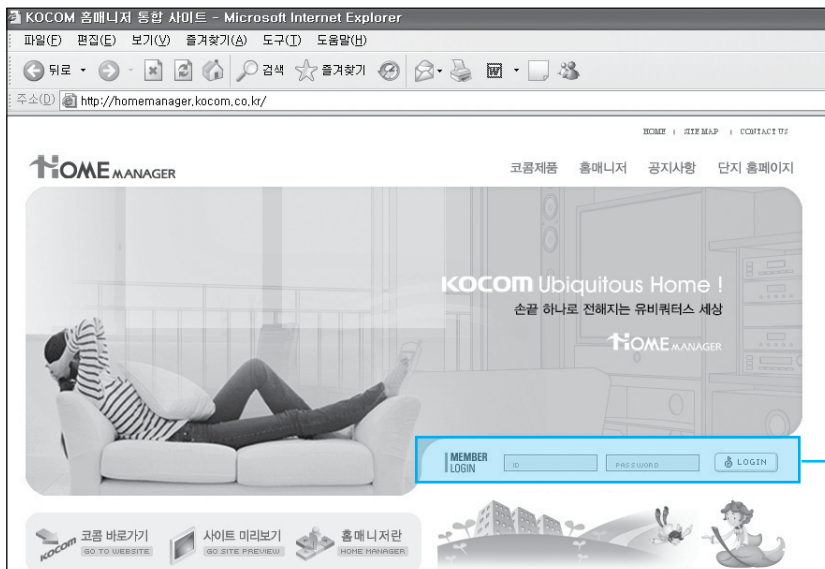 KOCOM 홈매니저 통합 사이트 - Microsoft Internet Explorer
파일(F) 편집(E) 보기(V) 즐겨찾기(A) 도구(T) 도움말(H)
뒤로 검색 즐겨찾기
주소(D) http://homemanager.kocom.co.kr/
HOME | SITE MAP | CONTACT US
HOME MANAGER
코콤제품 홈매니저 공지사항 단지 홈페이지
KOCOM Ubiquitous Home !
손끝 하나로 전해지는 유비쿼터스 세상
HOME MANAGER
MEMBER
LOGIN
ID PASSWORD LOGIN
KOCOM
코콤 바로가기
GO TO WEBSITE
사이트 미리보기
GO SITE PREVIEW
홈매니저란
HOME MANAGER